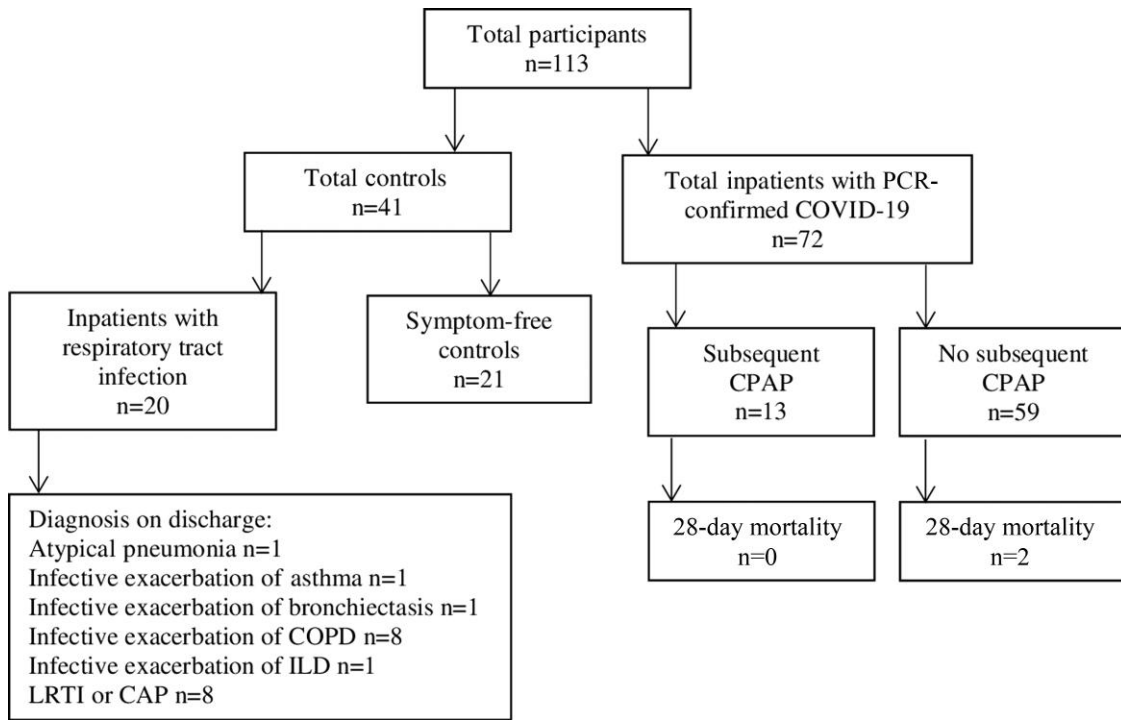 Total participants
n=113
Total controls
n=41
Total inpatients with PCR-
confirmed COVID-19
n=72
Inpatients with
respiratory tract
infection
n=20
Symptom-free
controls
n=21
Subsequent
CPAP
n=13
No subsequent
CPAP
n=59
Diagnosis on discharge:
Atypical pneumonia n=1
Infective exacerbation of asthma n=1
Infective exacerbation of bronchiectasis n=1
Infective exacerbation of COPD n=8
Infective exacerbation of ILD n=1
LRTI or CAP n=8
28-day mortality
n=0
28-day mortality
n=2